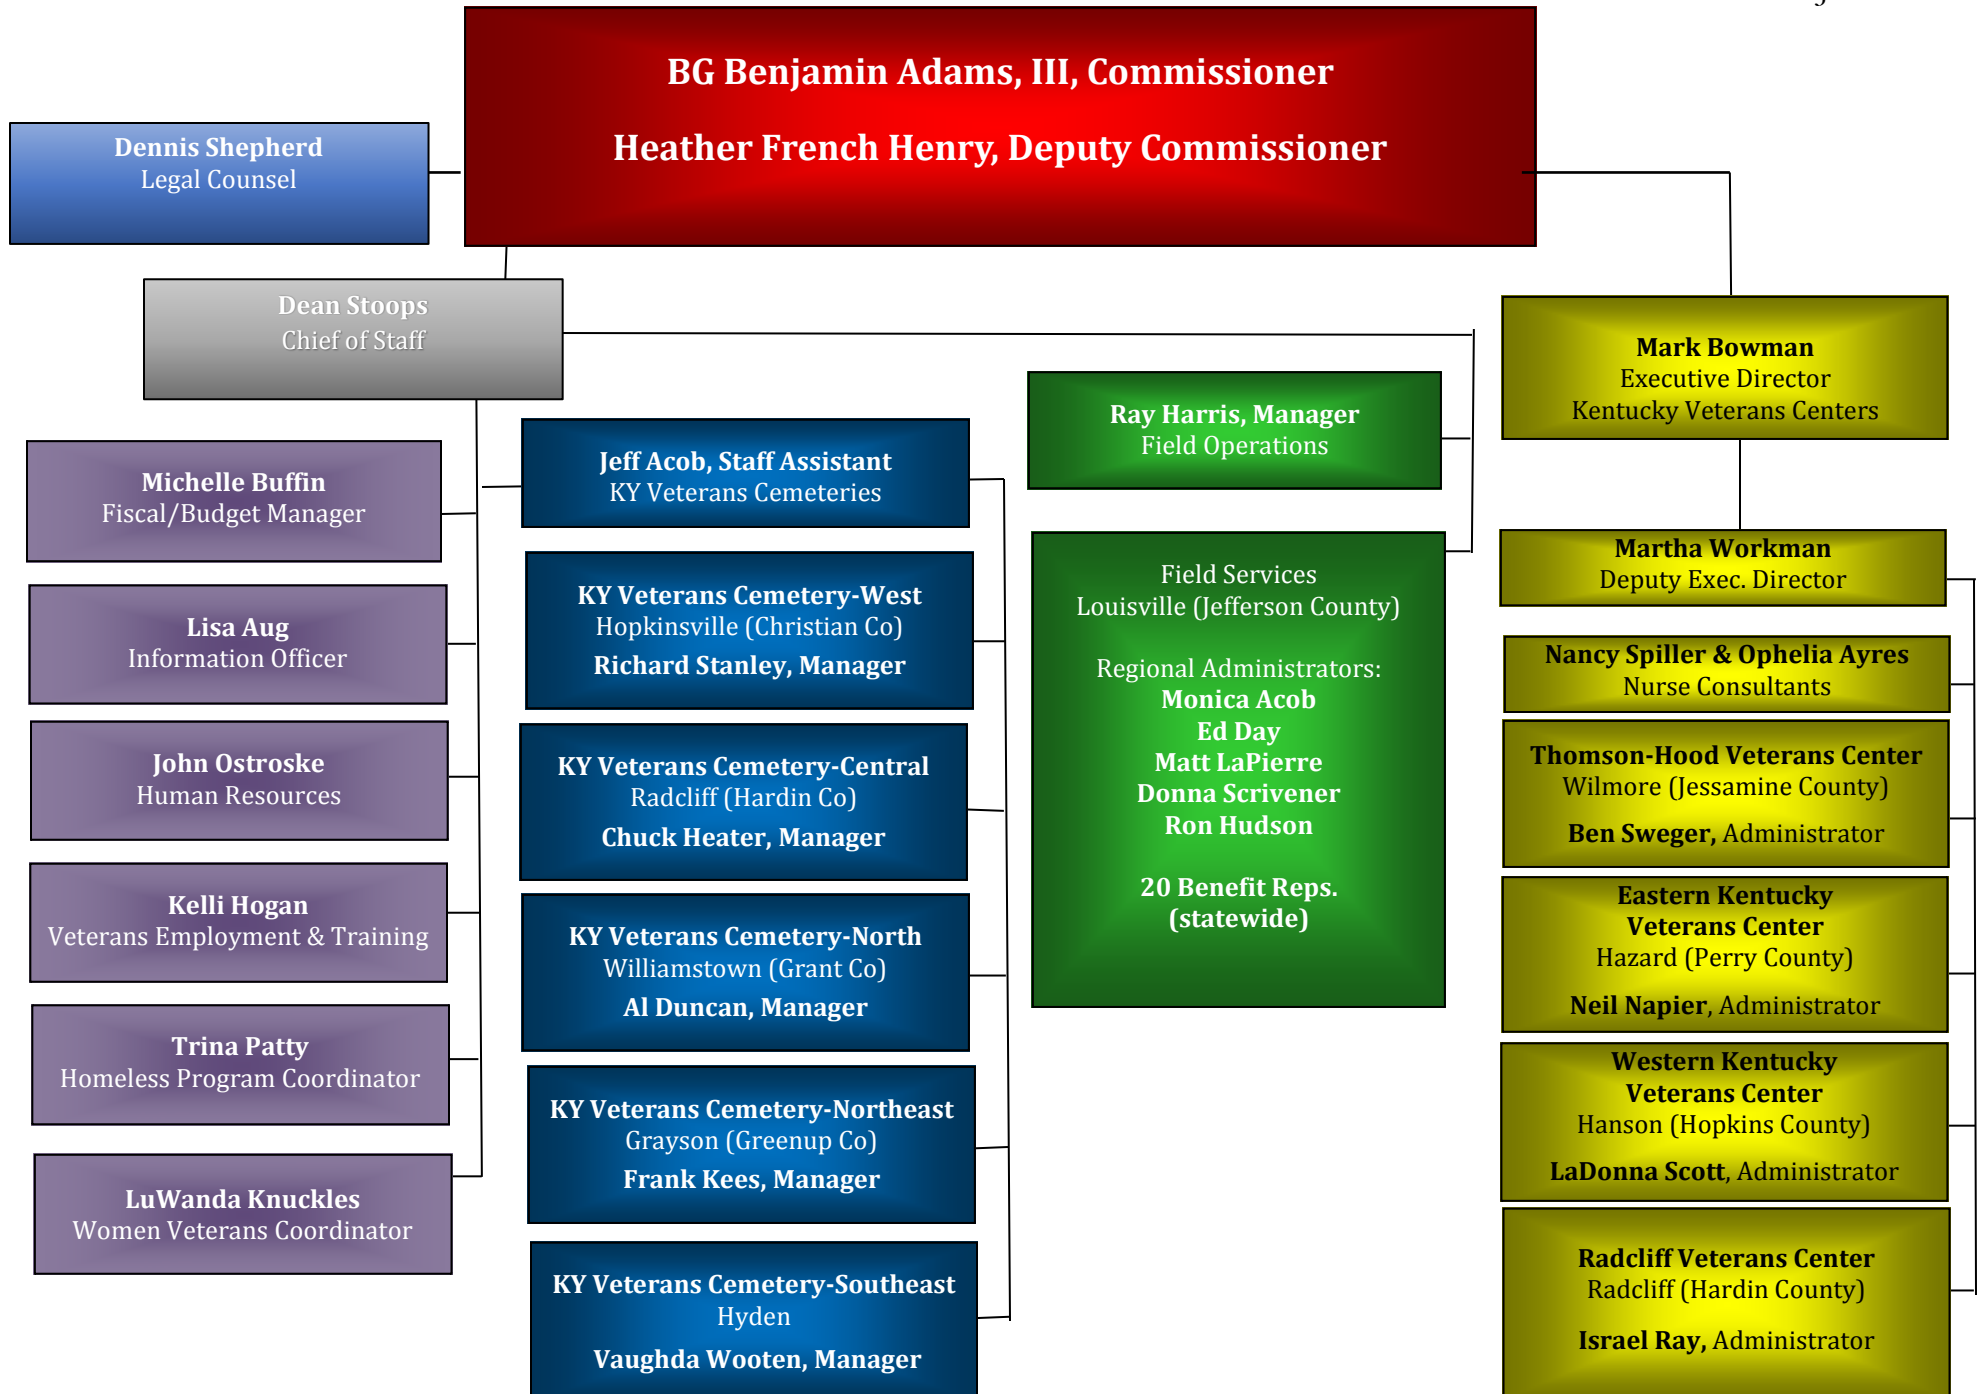 BG Benjamin Adams, III, Commissioner
Heather French Henry, Deputy Commissioner
Dennis Shepherd
Legal Counsel
Dean Stoops
Chief of Staff
Michelle Buffin
Fiscal/Budget Manager
Lisa Aug
Information Officer
John Ostroske
Human Resources
Kelli Hogan
Veterans Employment & Training
Trina Patty
Homeless Program Coordinator
LuWanda Knuckles
Women Veterans Coordinator
Jeff Acob, Staff Assistant
KY Veterans Cemeteries
KY Veterans Cemetery-West
Hopkinsville (Christian Co)
Richard Stanley, Manager
KY Veterans Cemetery-Central
Radcliff (Hardin Co)
Chuck Heater, Manager
KY Veterans Cemetery-North
Williamstown (Grant Co)
Al Duncan, Manager
KY Veterans Cemetery-Northeast
Grayson (Greenup Co)
Frank Kees, Manager
KY Veterans Cemetery-Southeast
Hyden
Vaughda Wooten, Manager
Ray Harris, Manager
Field Operations
Field Services
Louisville (Jefferson County)
Regional Administrators:
Monica Acob
Ed Day
Matt LaPierre
Donna Scrivener
Ron Hudson
20 Benefit Reps.
(statewide)
Mark Bowman
Executive Director
Kentucky Veterans Centers
Martha Workman
Deputy Exec. Director
Nancy Spiller & Ophelia Ayres
Nurse Consultants
Thomson-Hood Veterans Center
Wilmore (Jessamine County)
Ben Sweger, Administrator
Eastern Kentucky
Veterans Center
Hazard (Perry County)
Neil Napier, Administrator
Western Kentucky
Veterans Center
Hanson (Hopkins County)
LaDonna Scott, Administrator
Radcliff Veterans Center
Radcliff (Hardin County)
Israel Ray, Administrator